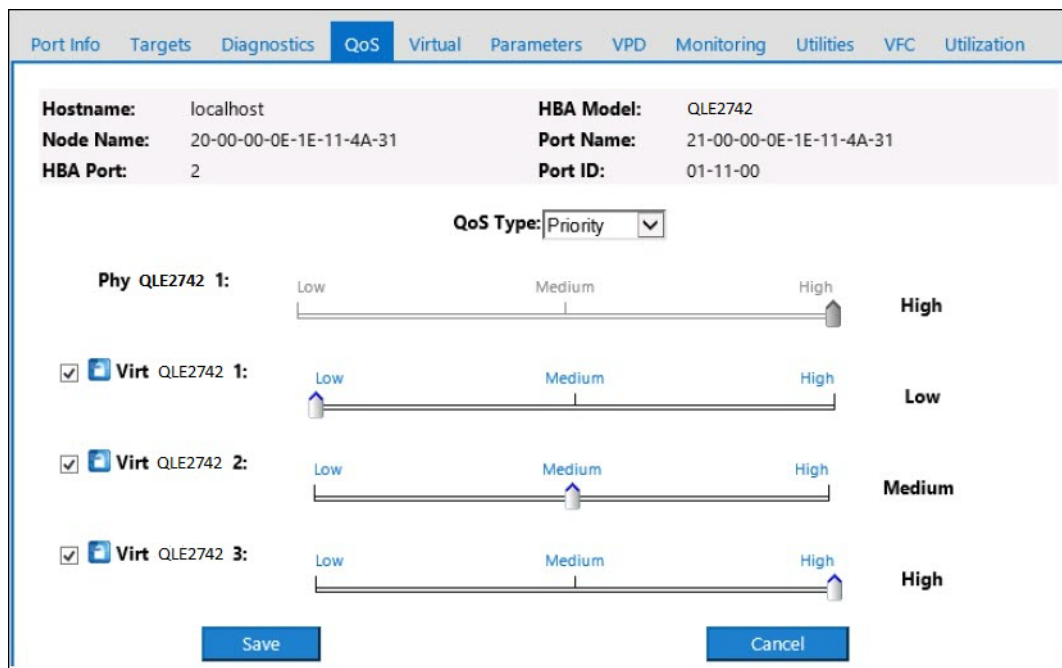 Port Info Targets Diagnostics QoS Virtual Parameters VPD Monitoring Utilities VFC Utilization
Hostname: localhost HBA Model: QLE2742
Node Name: 20-00-00-0E-1E-11-4A-31 Port Name: 21-00-00-0E-1E-11-4A-31
HBA Port: 2 Port ID: 01-11-00
QoS Type: Priority
Phy QLE2742 1: Low Medium High High
Virt QLE2742 1: Low Medium High Low
Virt QLE2742 2: Low Medium High Medium
Virt QLE2742 3: Low Medium High High
Save Cancel